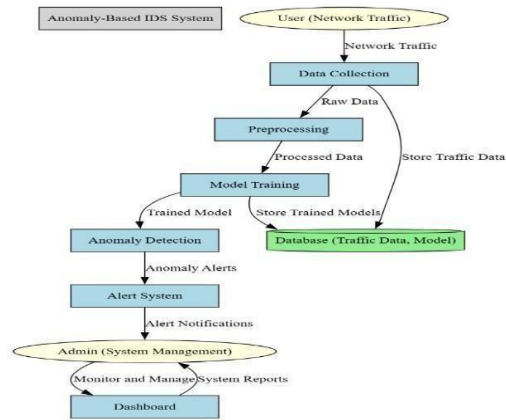 Anomaly-Based IDS System
User (Network Traffic)
Network Traffic
Data Collection
Raw Data
Preprocessing
Processed Data
Store Traffic Data
Model Training
Trained Model
Store Trained Models
Anomaly Detection
Database (Traffic Data, Model)
Anomaly Alerts
Alert System
Alert Notifications
Admin (System Management)
Monitor and Manage
System Reports
Dashboard